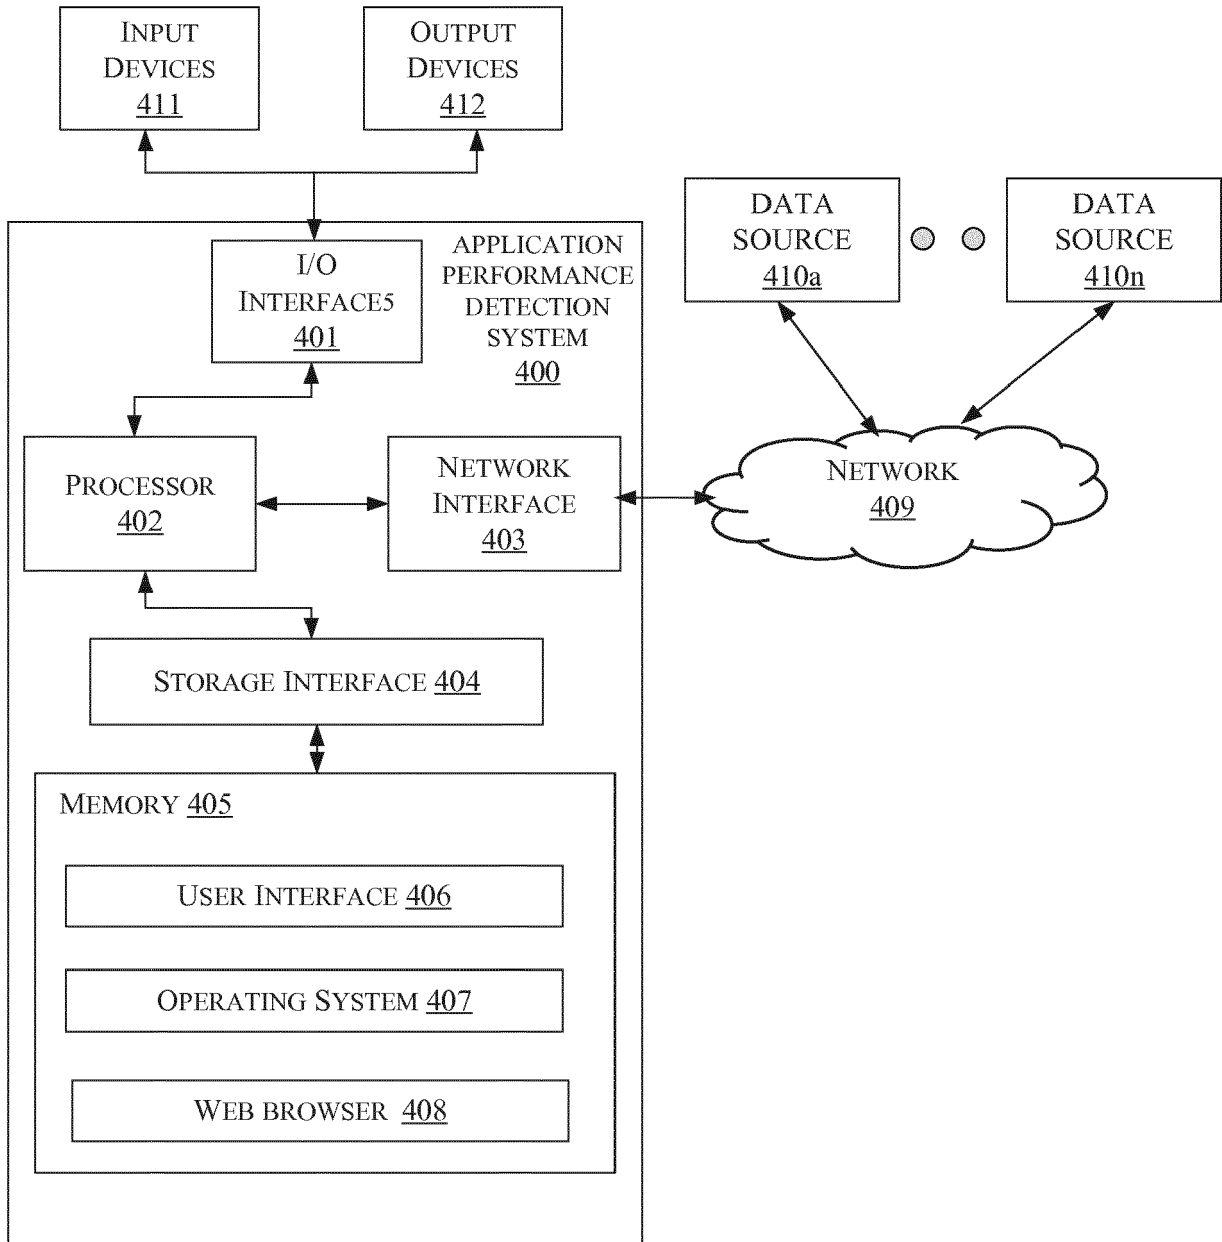 INPUT
DEVICES
411
OUTPUT
DEVICES
412
DATA
SOURCE
410a
DATA
SOURCE
410n
I/O
INTERFACE5
401
APPLICATION
PERFORMANCE
DETECTION
SYSTEM
400
PROCESSOR
402
NETWORK
INTERFACE
403
NETWORK
409
STORAGE INTERFACE 404
MEMORY 405
USER INTERFACE 406
OPERATING SYSTEM 407
WEB BROWSER 408